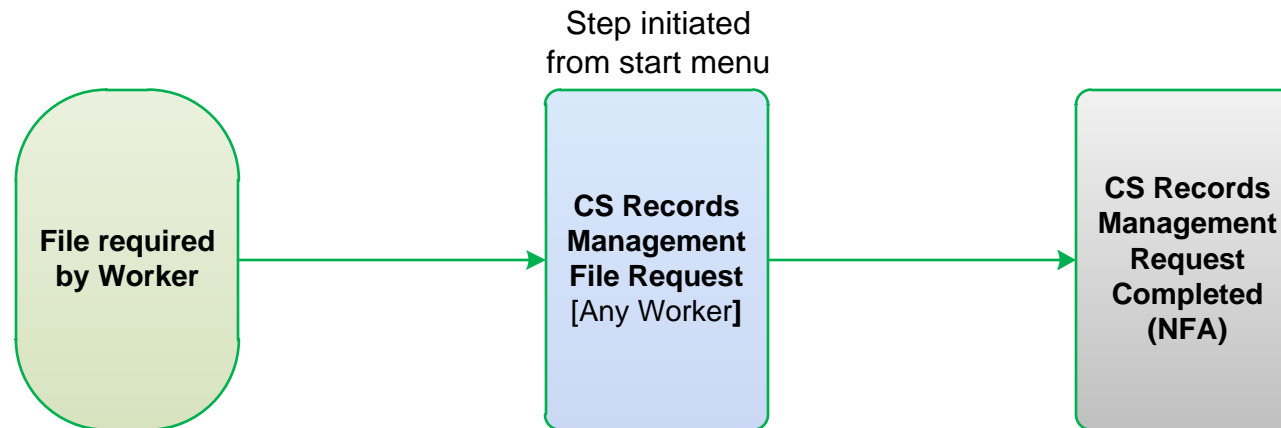 Step initiated
from start menu
File required
by Worker
CS Records
Management
File Request
[Any Worker]
CS Records
Management
Request
Completed
(NFA)